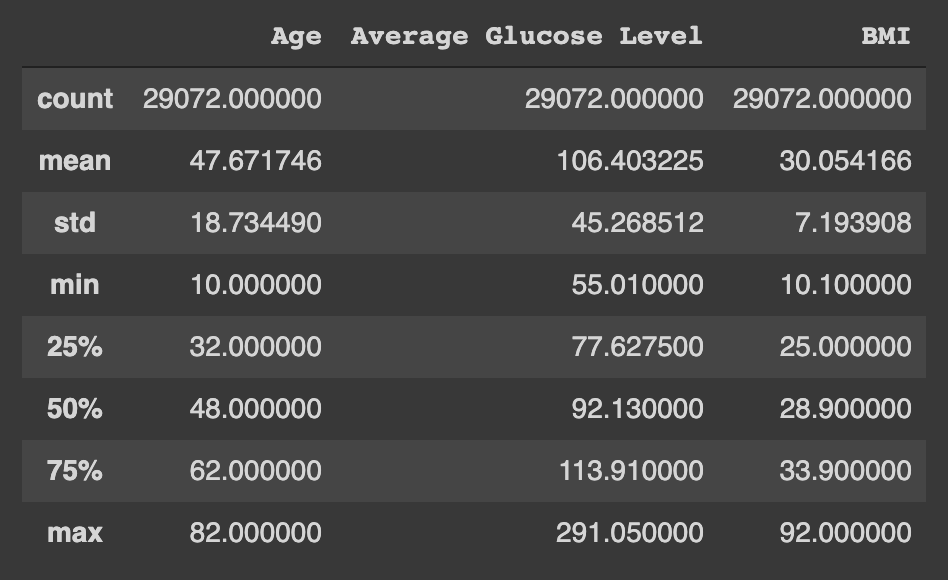 Age Average Glucose Level BMI
count 29072.000000 29072.000000 29072.000000
mean 47.671746 106.403225 30.054166
std 18.734490 45.268512 7.193908
min 10.000000 55.010000 10.100000
25% 32.000000 77.627500 25.000000
50% 48.000000 92.130000 28.900000
75% 62.000000 113.910000 33.900000
max 82.000000 291.050000 92.000000